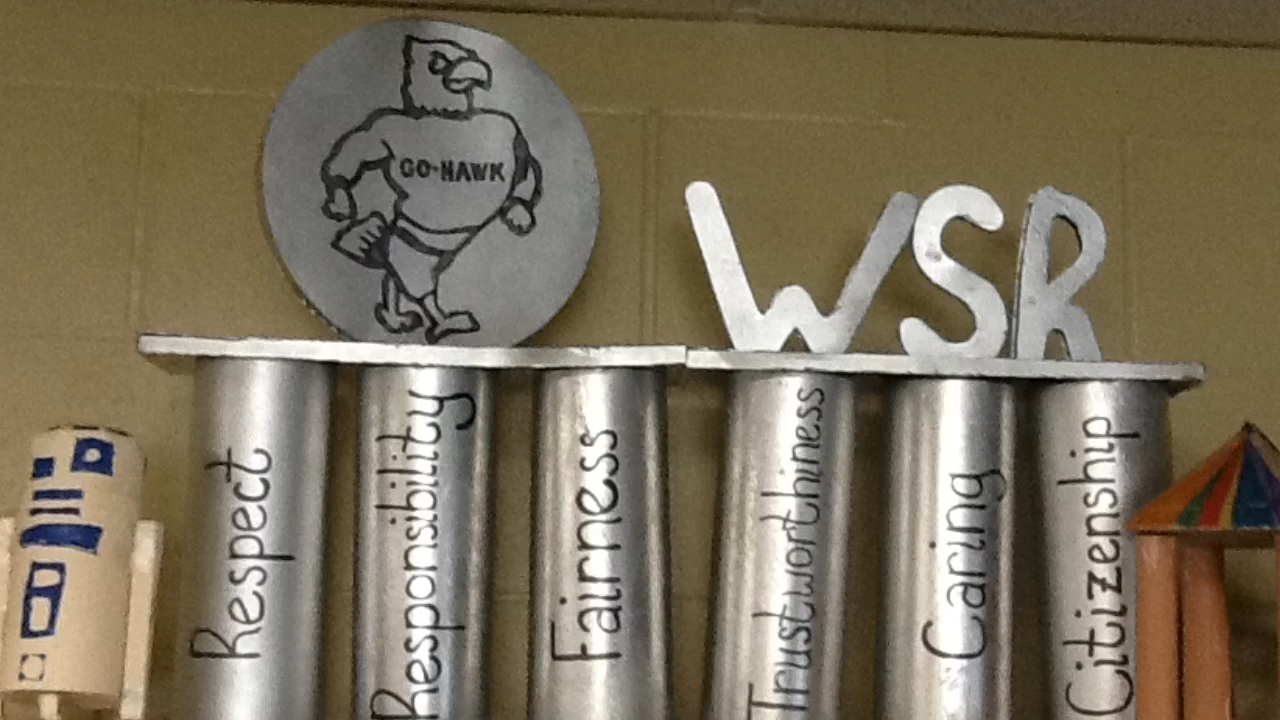 GO-HAWK
WSR
Respect
Responsibility
Fairness
Trustworthiness
Caring
Citizenship